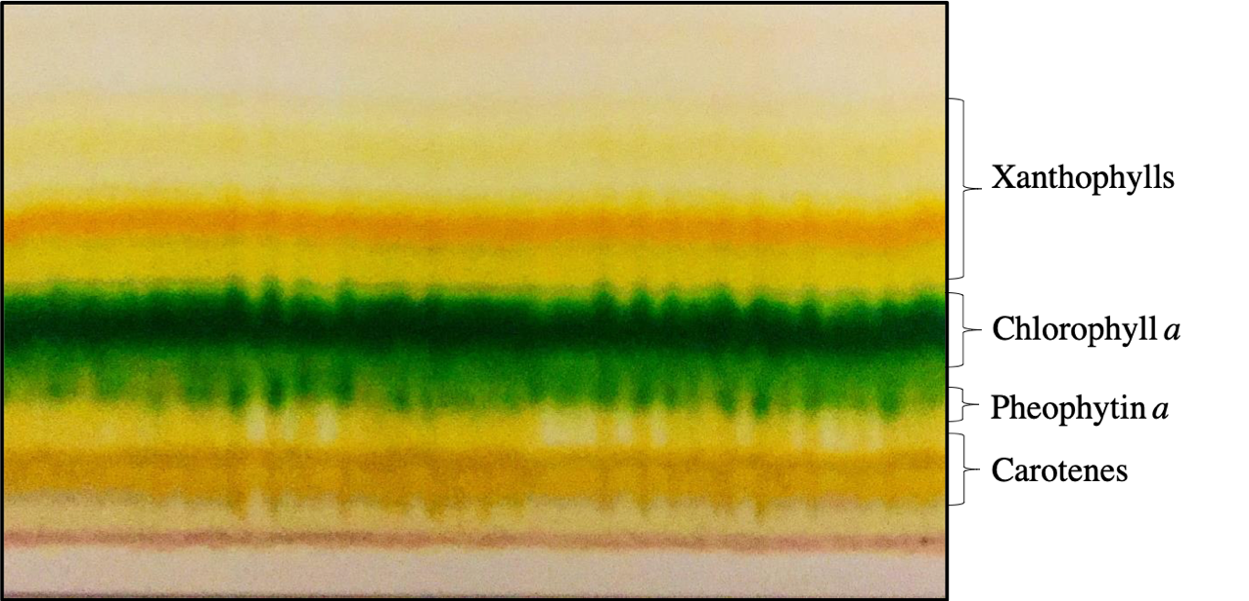 Xanthophylls
Chlorophyll a
Pheophytin a
Carotenes